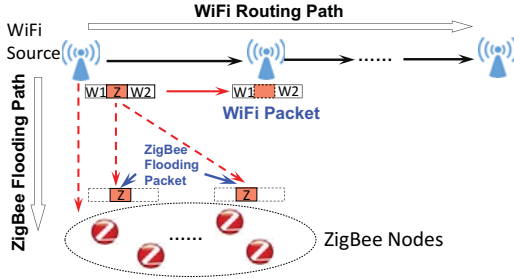 WiFi Routing Path
WiFi
Source
......
W1 Z W2
W1 W2
WiFi Packet
ZigBee Flooding Path
ZigBee
Flooding
Packet
Z
Z
Z
Z
......
Z
Z
ZigBee Nodes